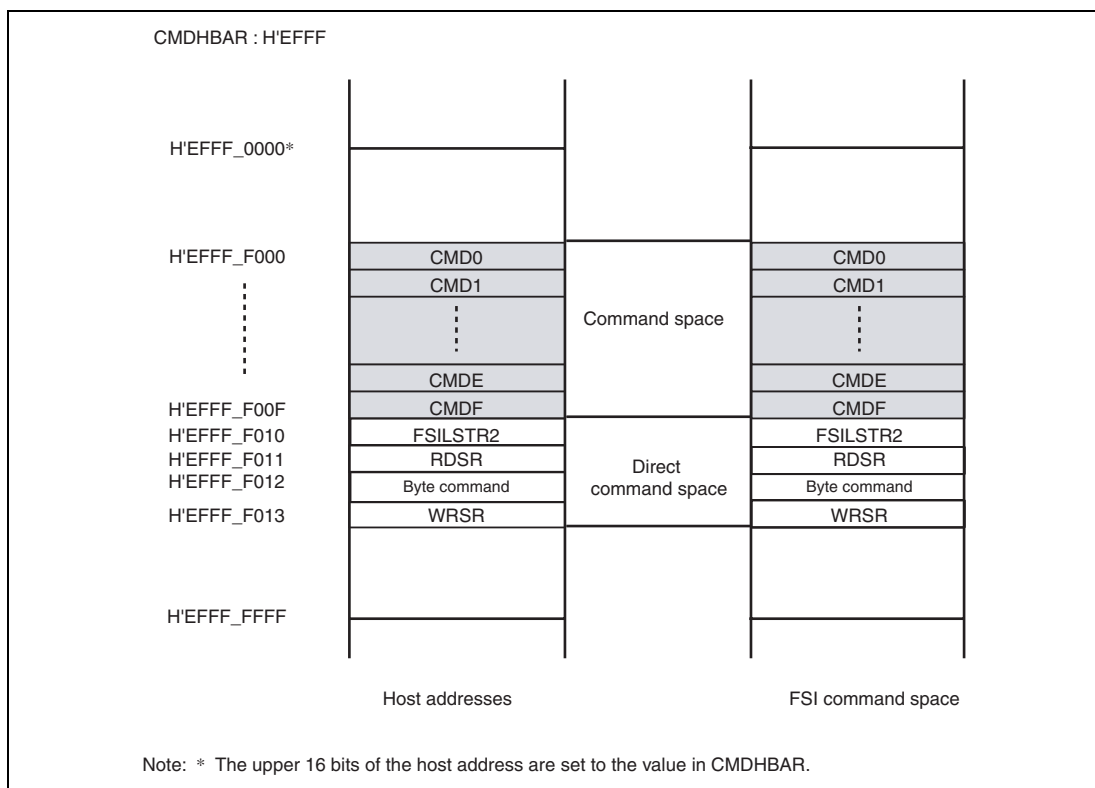 CMDHBAR : H'EFFF
H'EFFF_0000*
H'EFFF_F000 CMD0 CMD0
CMD1 CMD1
Command space
CMDE CMDE
H'EFFF_F00F CMDF CMDF
H'EFFF_F010 FSILSTR2 FSILSTR2
H'EFFF_F011 RDSR Direct RDSR
H'EFFF_F012 Byte command command space Byte command
H'EFFF_F013 WRSR WRSR
H'EFFF_FFFF
Host addresses FSI command space
Note: * The upper 16 bits of the host address are set to the value in CMDHBAR.